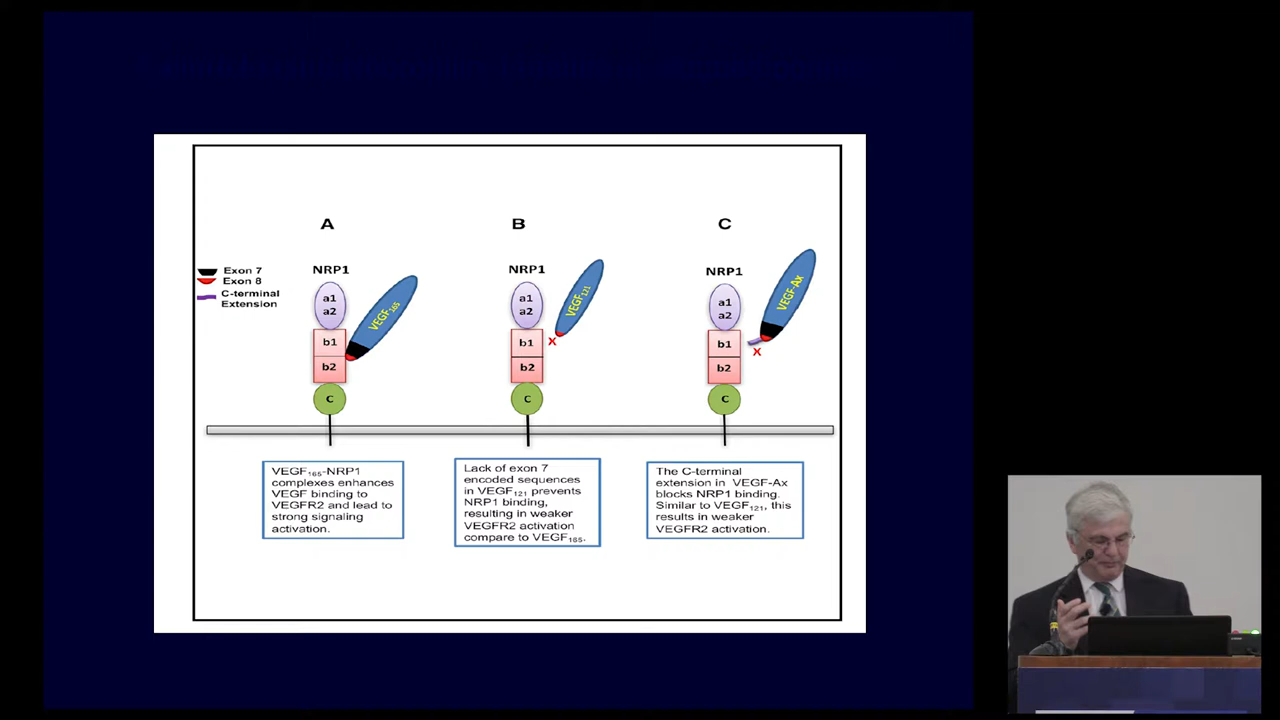 A
B
C
Exon 7
Exon 8
C-terminal
Extension
NRP1
a1
a2
b1
b2
C
VEGF₁₆₅
NRP1
a1
a2
b1
b2
C
VEGF₁₂₁
X
NRP1
a1
a2
b1
b2
C
VEGF-Ax
X
VEGF₁₆₅-NRP1
complexes enhances
VEGF binding to
VEGFR2 and lead to
strong signaling
activation.
Lack of exon 7
encoded sequences
in VEGF₁₂₁ prevents
NRP1 binding,
resulting in weaker
VEGFR2 activation
compare to VEGF₁₆₅.
The C-terminal
extension in VEGF-Ax
blocks NRP1 binding.
Similar to VEGF₁₂₁, this
results in weaker
VEGFR2 activation.